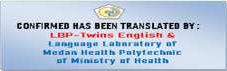 CONFIRMED HAS BEEN TRANSLATED BY :
LBP-Twins English &
Language Laboratory of
Medan Health Polytechnic
of Ministry of Health